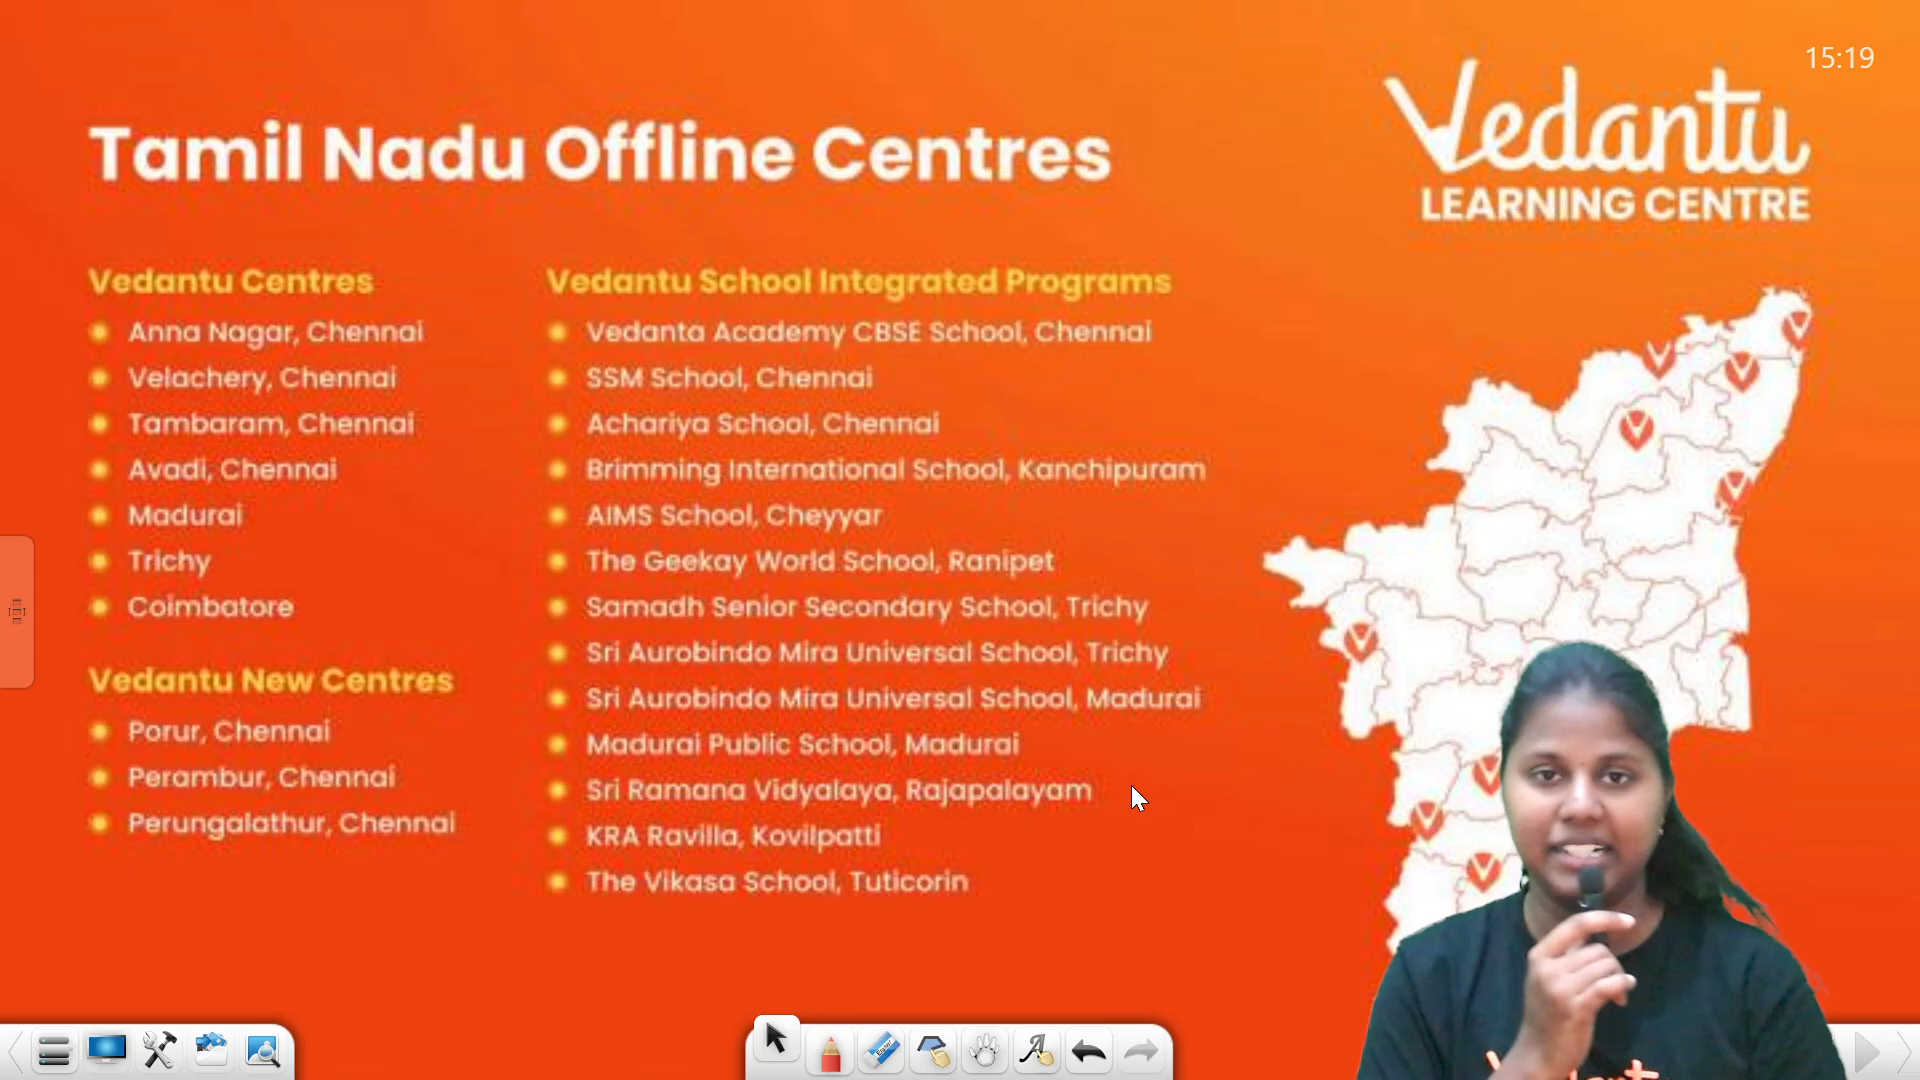 15:19
Vedantu
LEARNING CENTRE
Tamil Nadu Offline Centres
Vedantu Centres
Anna Nagar, Chennai
Velachery, Chennai
Tambaram, Chennai
Avadi, Chennai
Madurai
Trichy
Coimbatore
Vedantu New Centres
Porur, Chennai
Perambur, Chennai
Perungalathur, Chennai
Vedantu School Integrated Programs
Vedanta Academy CBSE School, Chennai
SSM School, Chennai
Achariya School, Chennai
Brimming International School, Kanchipuram
AIMS School, Cheyyar
The Geekay World School, Ranipet
Samadh Senior Secondary School, Trichy
Sri Aurobindo Mira Universal School, Trichy
Sri Aurobindo Mira Universal School, Madurai
Madurai Public School, Madurai
Sri Ramana Vidyalaya, Rajapalayam
KRA Ravilla, Kovilpatti
The Vikasa School, Tuticorin